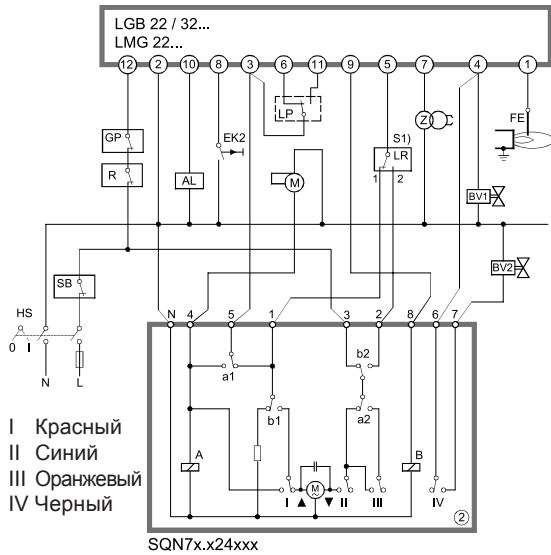 LGB 22 / 32...
LMG 22...
12 2 10 8 3 6 11 9 5 7 4 1
LP
GP
EK2
S1)
LR
1 2
Z
FE
R
AL
M
BV1
BV2
SB
HS
0 I
N L
N 4 5 1 3 2 8 6 7
a1
b2
b1
a2
A
B
M
~
I
II
III
IV
2
I Красный
II Синий
III Оранжевый
IV Черный
SQN7x.x24xxx